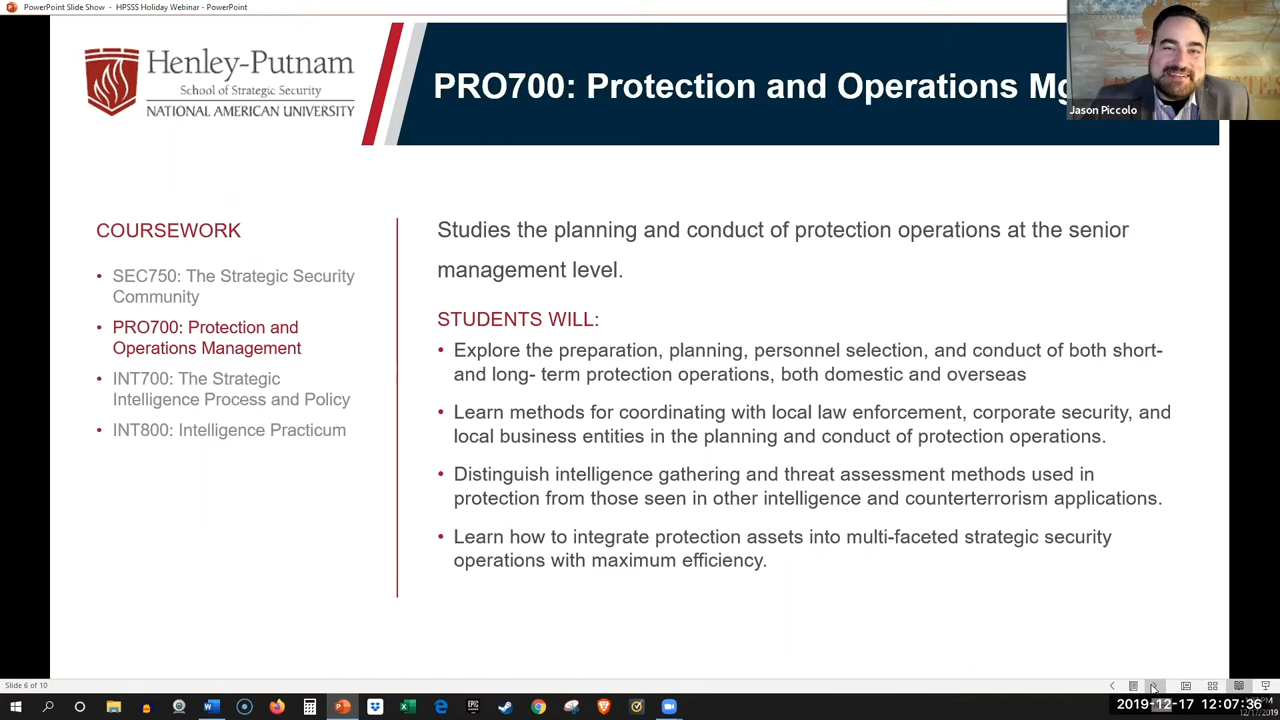 PowerPoint Slide Show - HPSSS Holiday Webinar - PowerPoint
Henley-Putnam
School of Strategic Security
NATIONAL AMERICAN UNIVERSITY
PRO700: Protection and Operations
Jason Piccolo
COURSEWORK
• SEC750: The Strategic Security
Community
• PRO700: Protection and
Operations Management
• INT700: The Strategic
Intelligence Process and Policy
• INT800: Intelligence Practicum
Studies the planning and conduct of protection operations at the senior
management level.
STUDENTS WILL:
• Explore the preparation, planning, personnel selection, and conduct of both short-
and long- term protection operations, both domestic and overseas
• Learn methods for coordinating with local law enforcement, corporate security, and
local business entities in the planning and conduct of protection operations.
• Distinguish intelligence gathering and threat assessment methods used in
protection from those seen in other intelligence and counterterrorism applications.
• Learn how to integrate protection assets into multi-faceted strategic security
operations with maximum efficiency.
Slide 6 of 10
2019-12-17 12:07:36